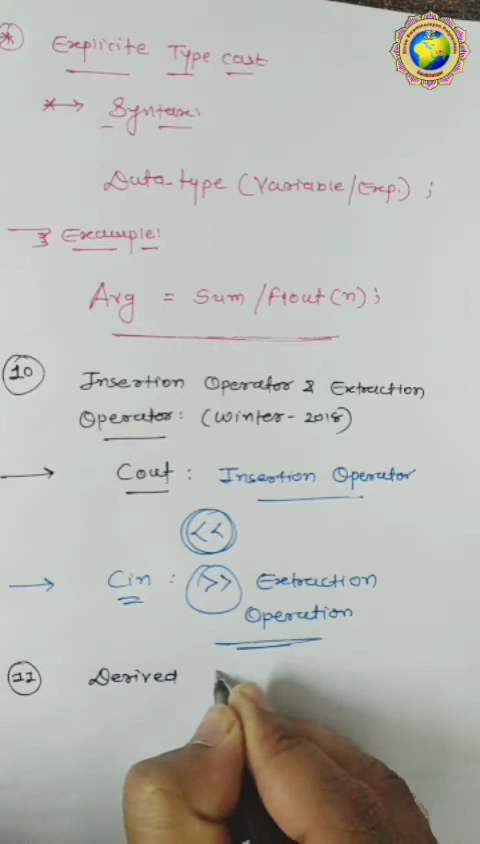 * Explicite Type cast
* → Syntax:
Data-type (Variable/Exp.) ;
→ Example:
Avg = Sum / float (n) ;
10 Insertion Operator & Extraction
Operator : (Winter - 2018)
→ Cout : Insertion Operator
<<
→ Cin : >> Extraction
Operation
11 Derived